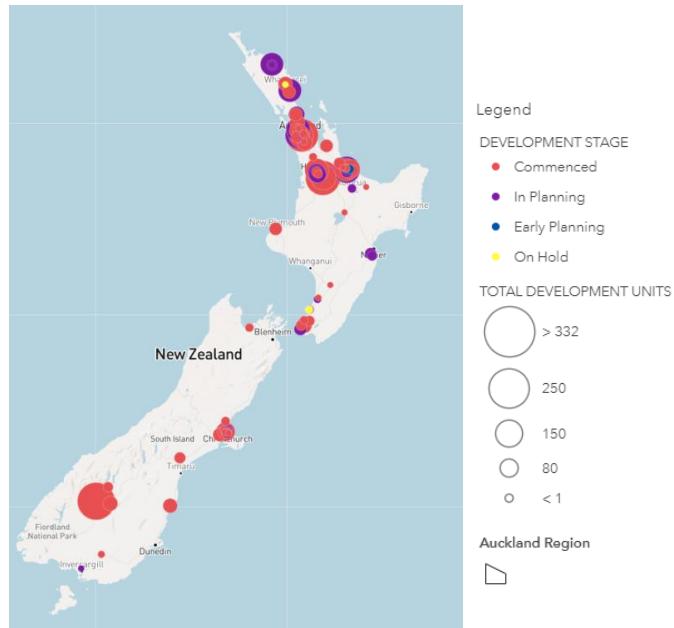 Auckland
Gisborne
New Plymouth
Whanganui
Blenheim
New Zealand
South Island
Christchurch
Timaru
Fiordland
National Park
Dunedin
Invercargill
Legend
DEVELOPMENT STAGE
Commenced
In Planning
Early Planning
On Hold
TOTAL DEVELOPMENT UNITS
> 332
250
150
80
< 1
Auckland Region